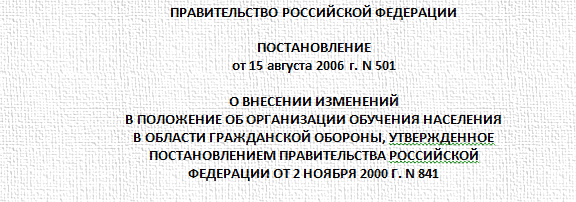 ПРАВИТЕЛЬСТВО РОССИЙСКОЙ ФЕДЕРАЦИИ
ПОСТАНОВЛЕНИЕ
от 15 августа 2006 г. N 501
О ВНЕСЕНИИ ИЗМЕНЕНИЙ
В ПОЛОЖЕНИЕ ОБ ОРГАНИЗАЦИИ ОБУЧЕНИЯ НАСЕЛЕНИЯ
В ОБЛАСТИ ГРАЖДАНСКОЙ ОБОРОНЫ, УТВЕРЖДЕННОЕ
ПОСТАНОВЛЕНИЕМ ПРАВИТЕЛЬСТВА РОССИЙСКОЙ
ФЕДЕРАЦИИ ОТ 2 НОЯБРЯ 2000 Г. N 841